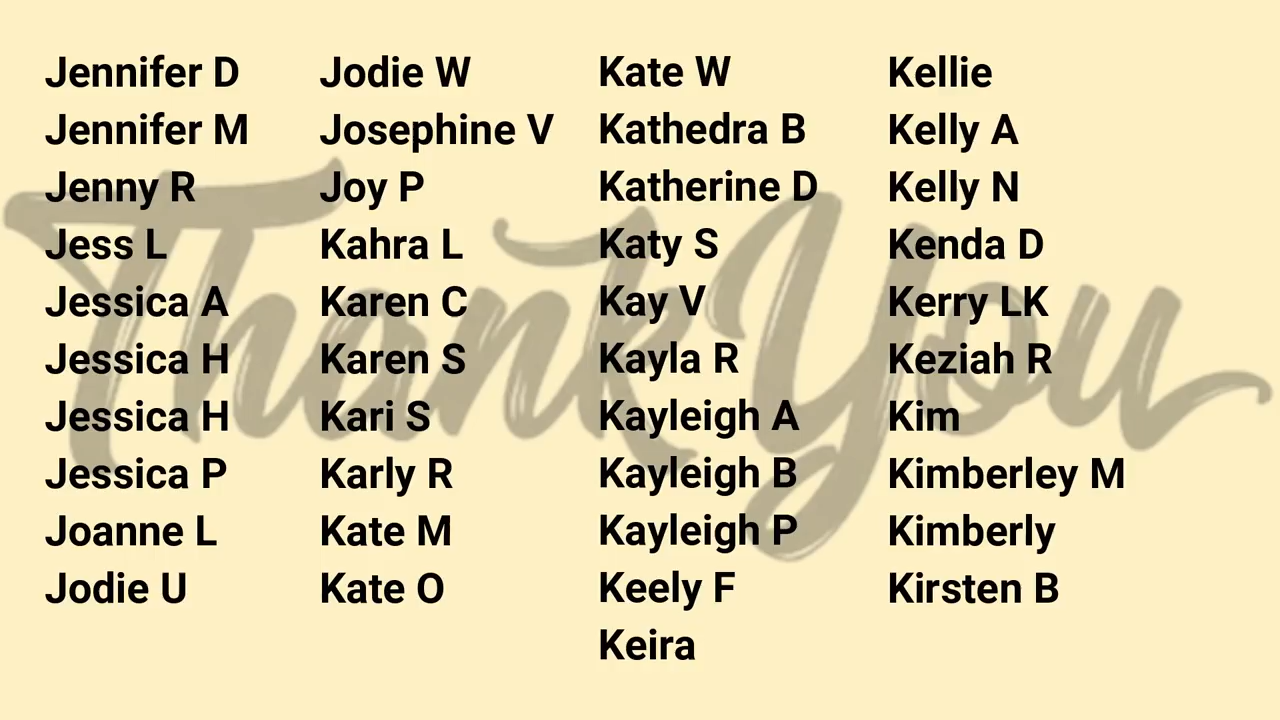 Jennifer D
Jennifer M
Jenny R
Jess L
Jessica A
Jessica H
Jessica H
Jessica P
Joanne L
Jodie U
Jodie W
Josephine V
Joy P
Kahra L
Karen C
Karen S
Kari S
Karly R
Kate M
Kate O
Kate W
Kathedra B
Katherine D
Katy S
Kay V
Kayla R
Kayleigh A
Kayleigh B
Kayleigh P
Keely F
Keira
Kellie
Kelly A
Kelly N
Kenda D
Kerry LK
Keziah R
Kim
Kimberley M
Kimberly
Kirsten B
Thank You